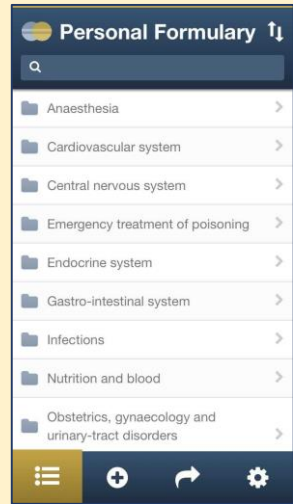 Personal Formulary
Anaesthesia
Cardiovascular system
Central nervous system
Emergency treatment of poisoning
Endocrine system
Gastro-intestinal system
Infections
Nutrition and blood
Obstetrics, gynaecology and
urinary-tract disorders